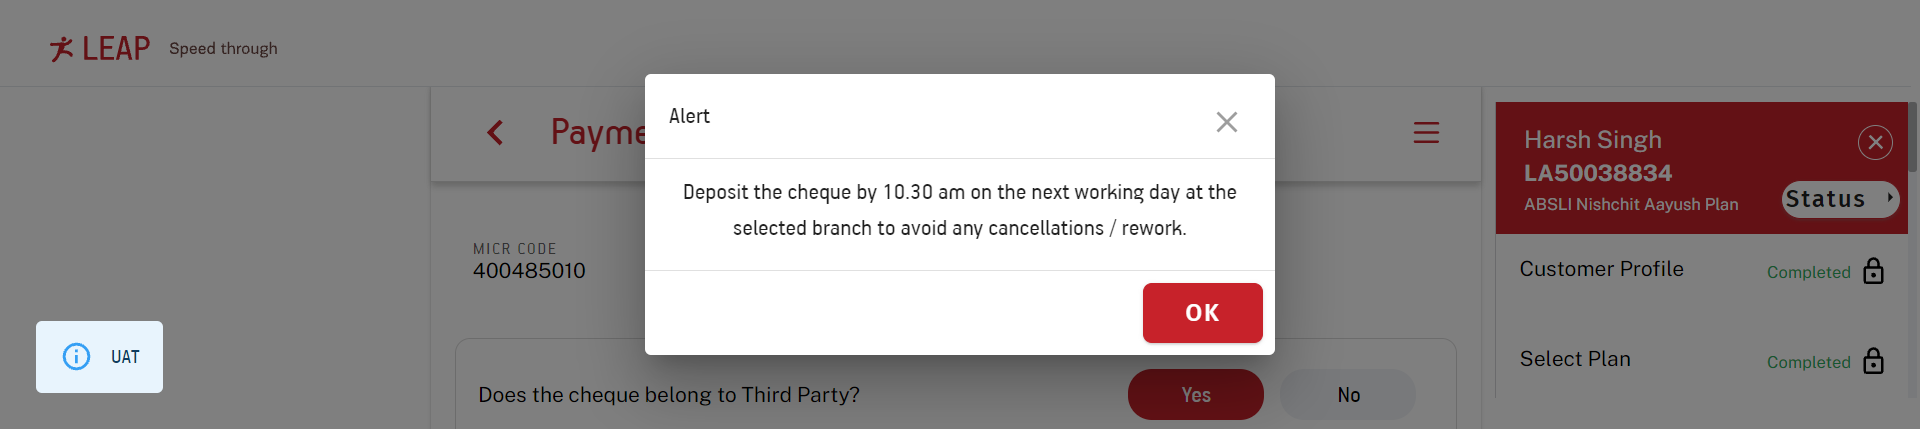 LEAP Speed through
Alert
Payme
Deposit the cheque by 10.30 am on the next working day at the
selected branch to avoid any cancellations / rework.
OK
MICR CODE
400485010
Does the cheque belong to Third Party?
Yes
No
UAT
Harsh Singh
LA50038834
ABSLI Nishchit Aayush Plan
Status
Customer Profile
Completed
Select Plan
Completed